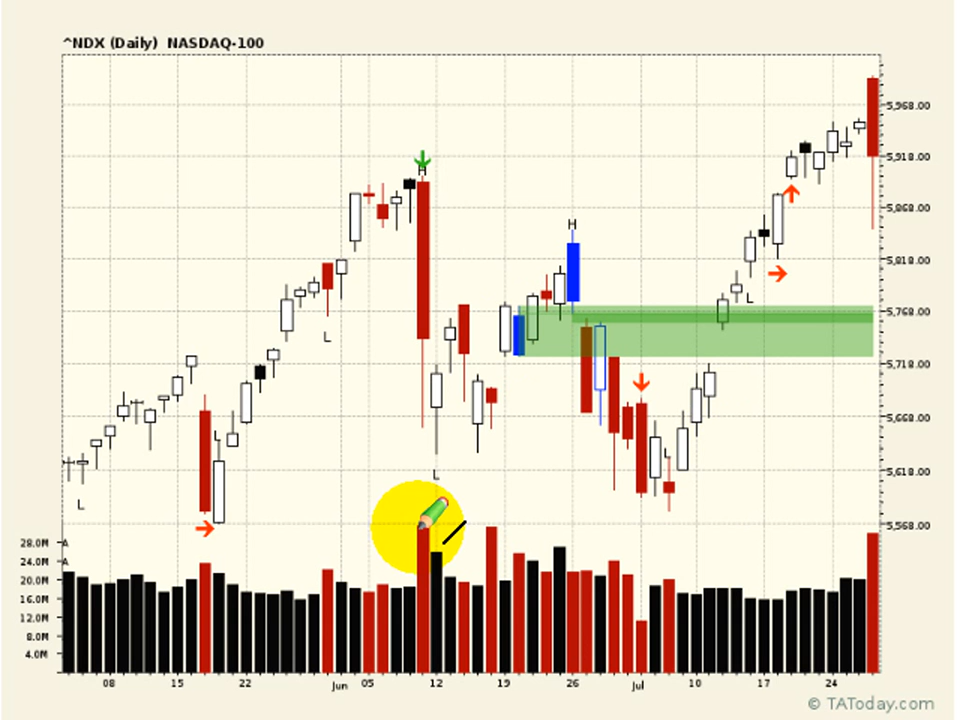 ^NDX (Daily) NASDAQ-100
5,968.00
5,918.00
H
5,868.00
H
5,818.00
L
L
5,768.00
5,718.00
5,668.00
L
L
5,618.00
L
L
5,568.00
28.0M
24.0M
20.0M
16.0M
12.0M
8.0M
4.0M
08 15 22 Jun 05 12 19 26 Jul 10 17 24
© TAToday.com